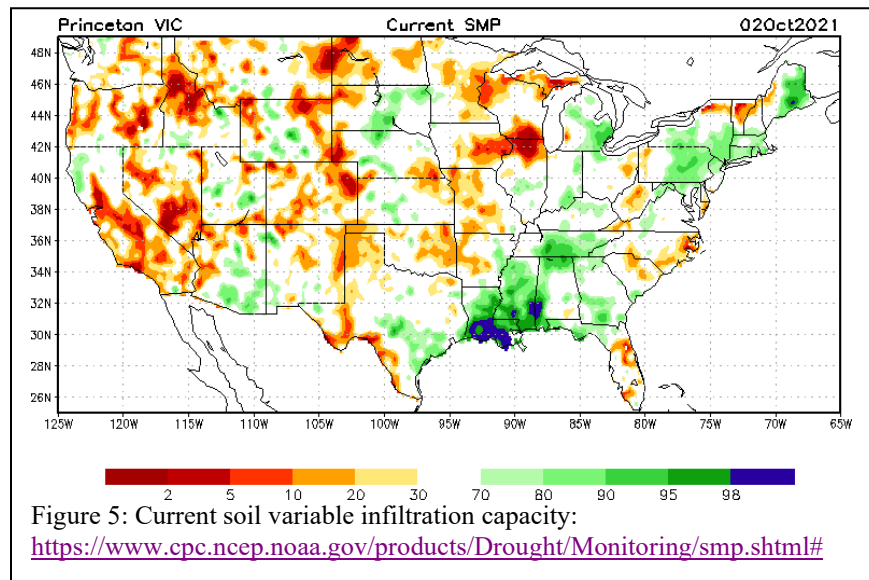 Princeton VIC Current SMP 02Oct2021
48N
46N
44N
42N
40N
38N
36N
34N
32N
30N
28N
26N
125W 120W 115W 110W 105W 100W 95W 90W 85W 80W 75W 70W 65W
2 5 10 20 30 70 80 90 95 98
Figure 5: Current soil variable infiltration capacity:
https://www.cpc.ncep.noaa.gov/products/Drought/Monitoring/smp.shtml#